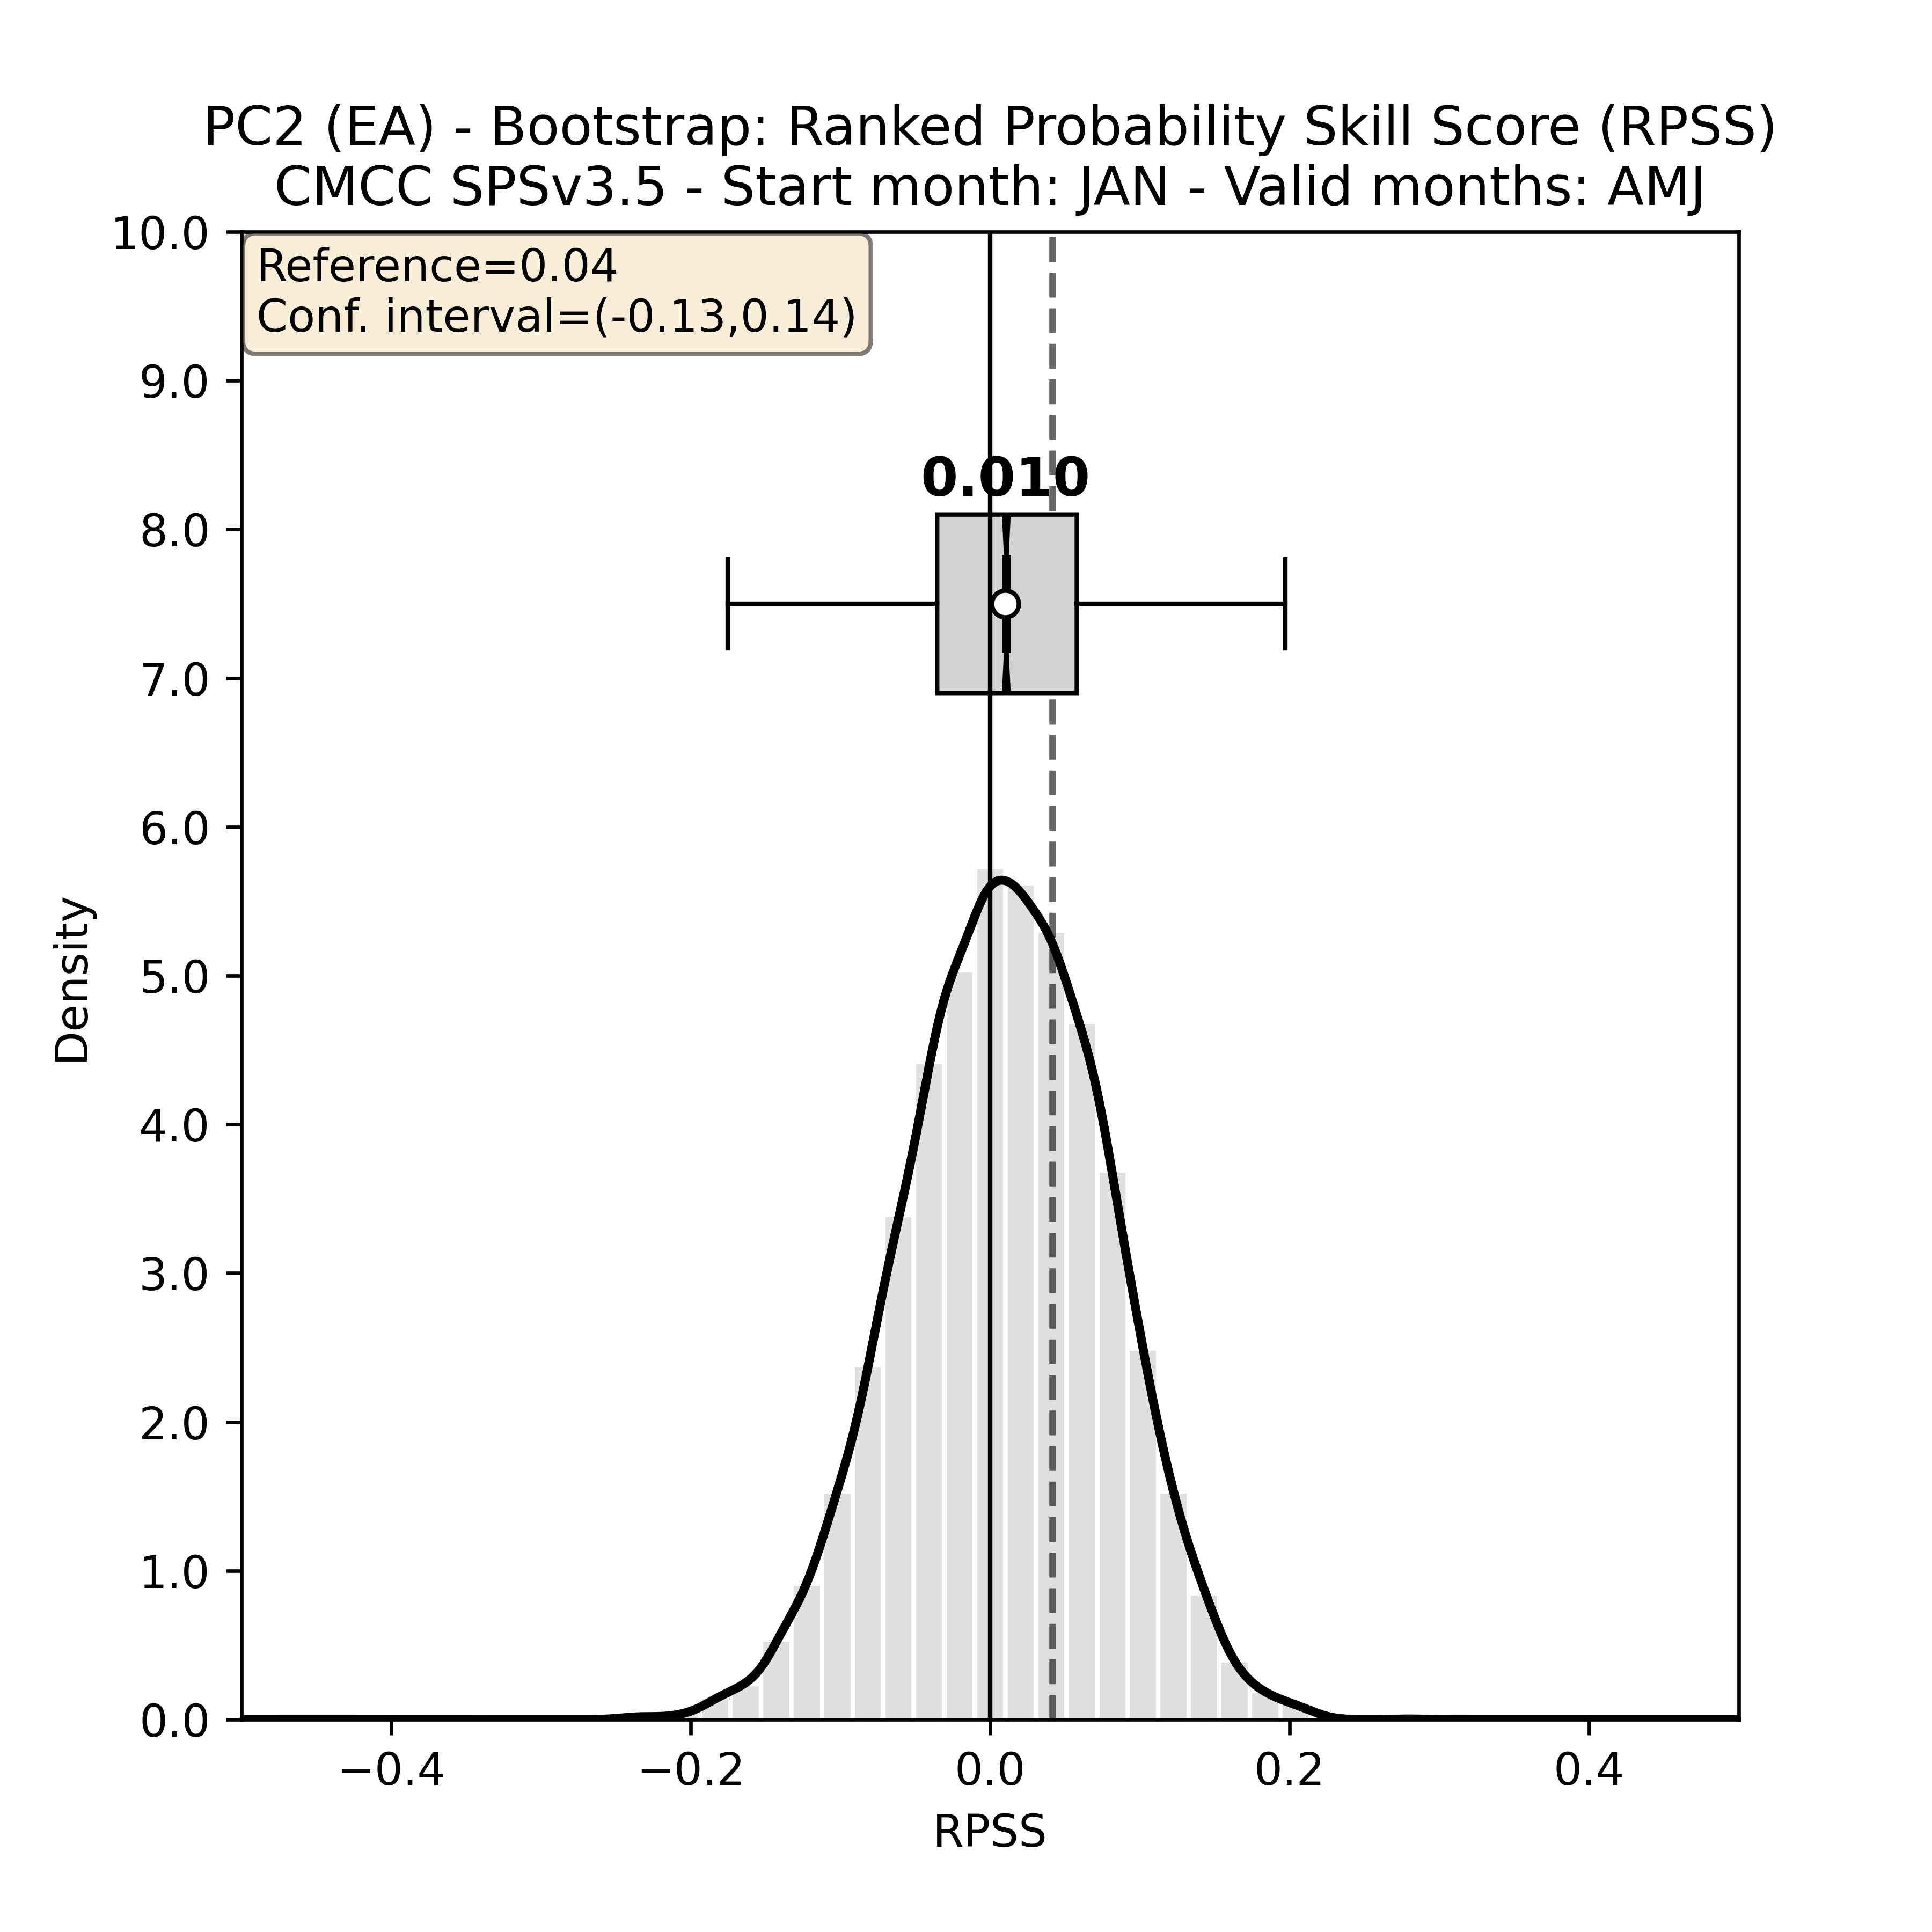 PC2 (EA) - Bootstrap: Ranked Probability Skill Score (RPSS)
CMCC SPSv3.5 - Start month: JAN - Valid months: AMJ
Reference=0.04
Conf. interval=(-0.13,0.14)
0.010
10.0
9.0
8.0
7.0
6.0
5.0
4.0
3.0
2.0
1.0
0.0
Density
−0.4 −0.2 0.0 0.2 0.4
RPSS